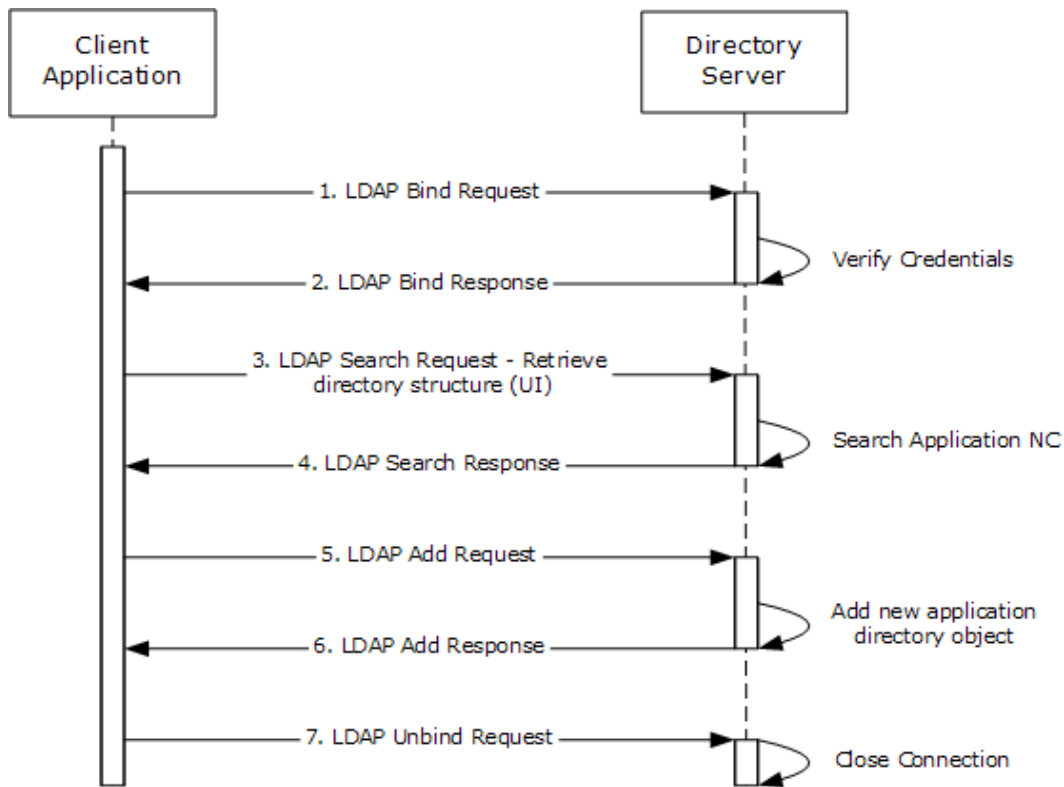 Client
Application
Directory
Server
1. LDAP Bind Request
Verify Credentials
2. LDAP Bind Response
3. LDAP Search Request - Retrieve
directory structure (UI)
Search Application NC
4. LDAP Search Response
5. LDAP Add Request
Add new application
directory object
6. LDAP Add Response
7. LDAP Unbind Request
Close Connection